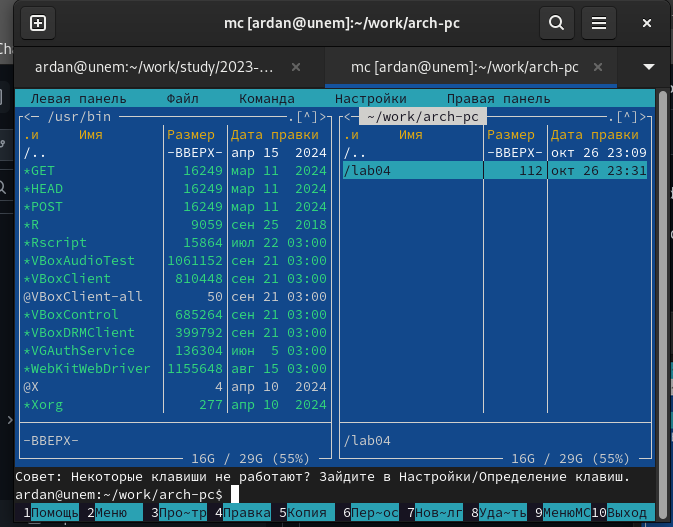 mc [ardan@unem]:~/work/arch-pc
ardan@unem:~/work/study/2023-...
mc [ardan@unem]:~/work/arch-pc
Левая панель Файл Команда Настройки Правая панель
<— /usr/bin .[^]>
.и Имя Размер Дата правки
/.. -ВВЕРХ- апр 15 2024
*GET 16249 мар 11 2024
*HEAD 16249 мар 11 2024
*POST 16249 мар 11 2024
*R 9059 сен 25 2018
*Rscript 15864 июл 22 03:00
*VBoxAudioTest 1061152 сен 21 03:00
*VBoxClient 810448 сен 21 03:00
@VBoxClient-all 50 сен 21 03:00
*VBoxControl 685264 сен 21 03:00
*VBoxDRMClient 399792 сен 21 03:00
*VGAuthService 136304 июн 5 03:00
*WebKitWebDriver 1155648 авг 15 03:00
@X 4 апр 10 2024
*Xorg 277 апр 10 2024
-ВВЕРХ-
16G / 29G (55%)
<— ~/work/arch-pc .[^]>
.и Имя Размер Дата правки
/.. -ВВЕРХ- окт 26 23:09
/lab04 112 окт 26 23:31
/lab04
16G / 29G (55%)
Совет: Некоторые клавиши не работают? Зайдите в Настройки/Определение клавиш.
ardan@unem:~/work/arch-pc$
1Помощь 2Меню 3Про~тр 4Правка 5Копия 6Пер~ос 7Нов~лг 8Уда~ть 9МенюМС 10Выход